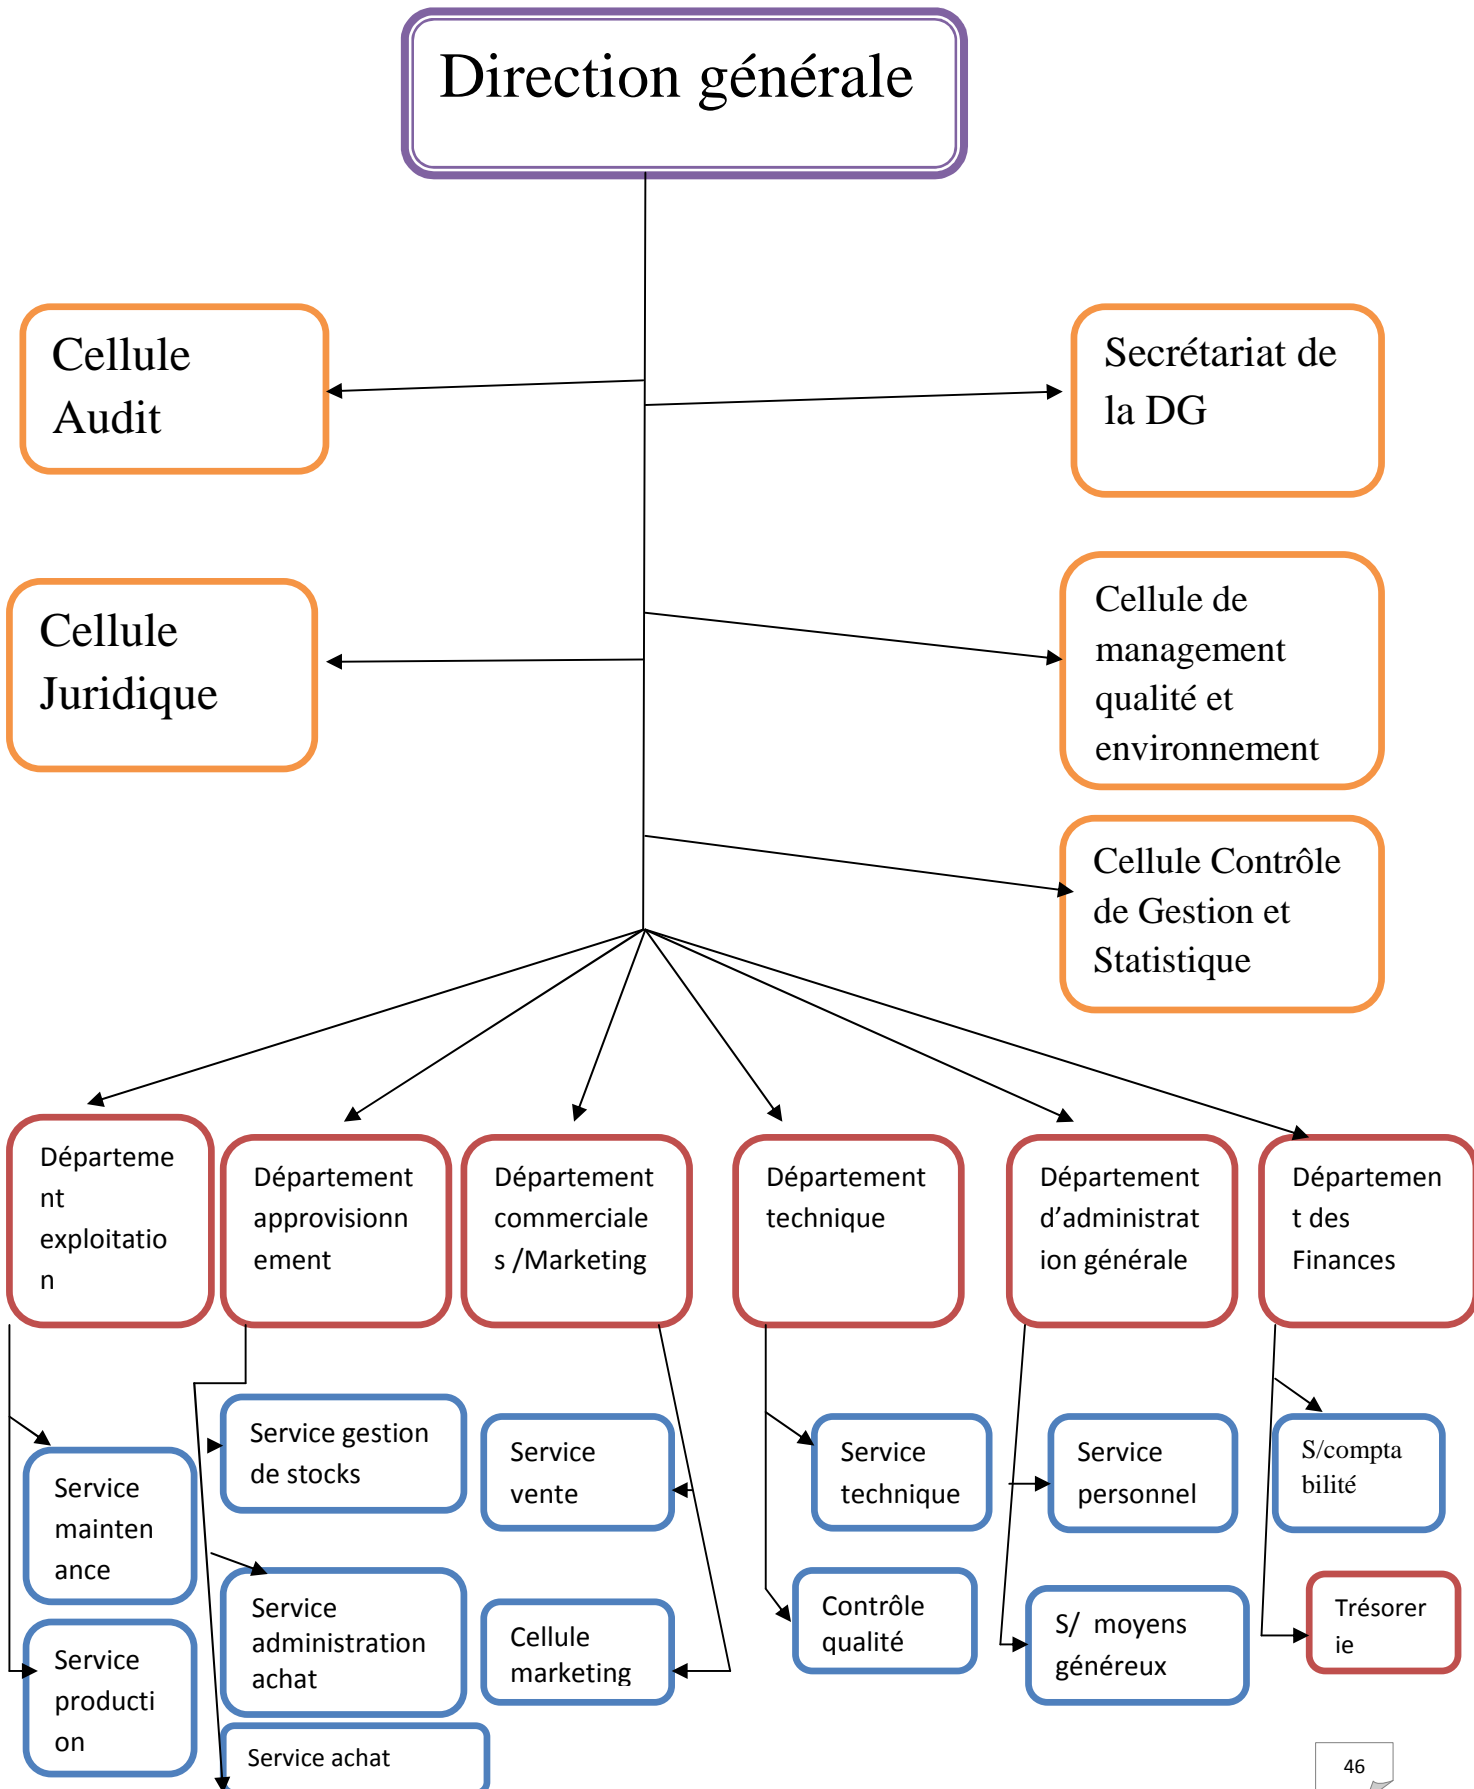 Direction générale
Cellule
Audit
Secrétariat de
la DG
Cellule
Juridique
Cellule de
management
qualité et
environnement
Cellule Contrôle
de Gestion et
Statistique
Départeme
nt
exploitatio
n
Département
approvisionn
ement
Département
commerciale
s /Marketing
Département
technique
Département
d’administrat
ion générale
Départemen
t des
Finances
Service
mainten
ance
Service
producti
on
Service gestion
de stocks
Service
administration
achat
Service achat
Service
vente
Cellule
marketing
Service
technique
Contrôle
qualité
Service
personnel
S/  moyens
généreux
S/compta
bilité
Trésorer
ie
46